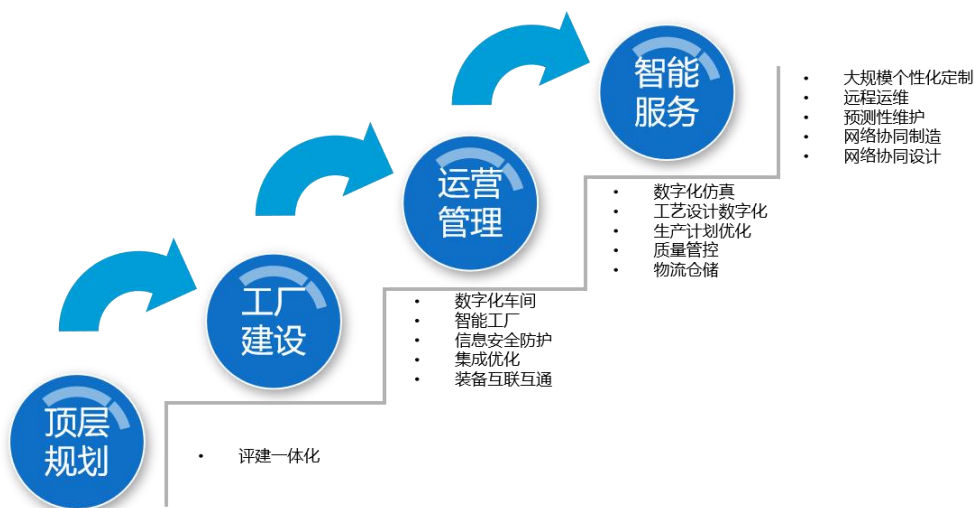 智能
服务
• 大规模个性化定制
• 远程运维
• 预测性维护
• 网络协同制造
• 网络协同设计
运营
管理
• 数字化仿真
• 工艺设计数字化
• 生产计划优化
• 质量管控
• 物流仓储
工厂
建设
• 数字化车间
• 智能工厂
• 信息安全防护
• 集成优化
• 装备互联互通
顶层
规划
• 评建一体化